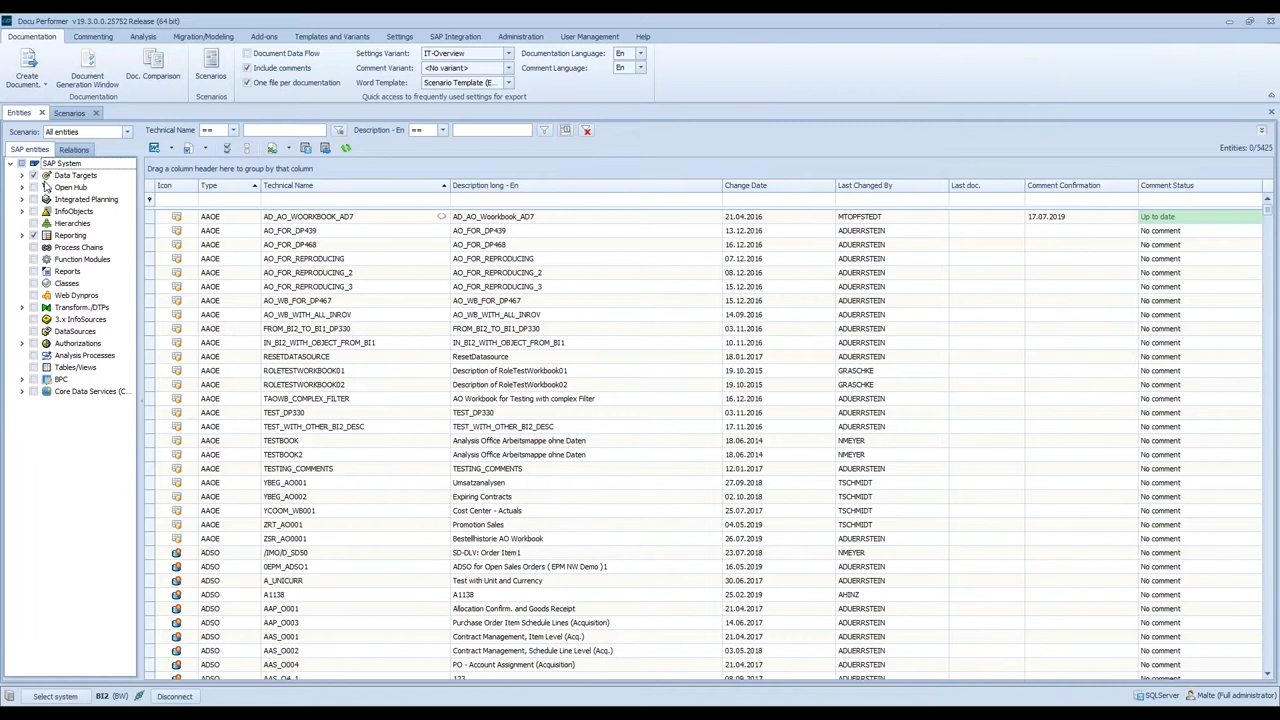 Docu Performer v19.3.0.0.25752 Release (64 bit)
Documentation Commenting Analysis Migration/Modeling Add-ons Templates and Variants Settings SAP Integration Administration User Management Help
Create Document.
Document Generation Window
Doc. Comparison
Documentation
Scenarios
Scenarios
Document Data Flow
Include comments
One file per documentation
Settings Variant: IT-Overview
Comment Variant: <No variant>
Word Template: Scenario Template (E...
Documentation Language: En
Comment Language: En
Quick access to frequently used settings for export
Entities Scenarios
Scenario: All entities
Technical Name == Description - En ==
SAP entities Relations
Entities: 0/5425
SAP System
Data Targets
Open Hub
Integrated Planning
InfoObjects
Hierarchies
Reporting
Process Chains
Function Modules
Reports
Classes
Web Dynpros
Transform./DTPs
3.x InfoSources
DataSources
Authorizations
Analysis Processes
Tables/Views
BPC
Core Data Services (C...
Drag a column header here to group by that column
Icon Type Technical Name Description long - En Change Date Last Changed By Last doc. Comment Confirmation Comment Status
AAOE AD_AO_WOORKBOOK_AD7 AD_AO_Woorkbook_AD7 21.04.2016 MTOPFSTEDT 17.07.2019 Up to date
AAOE AO_FOR_DP439 AO_FOR_DP439 13.12.2016 ADUERRSTEIN No comment
AAOE AO_FOR_DP468 AO_FOR_DP468 16.12.2016 ADUERRSTEIN No comment
AAOE AO_FOR_REPRODUCING AO_FOR_REPRODUCING 07.12.2016 ADUERRSTEIN No comment
AAOE AO_FOR_REPRODUCING_2 AO_FOR_REPRODUCING_2 08.12.2016 ADUERRSTEIN No comment
AAOE AO_FOR_REPRODUCING_3 AO_FOR_REPRODUCING_3 15.12.2016 ADUERRSTEIN No comment
AAOE AO_WB_FOR_DP467 AO_WB_FOR_DP467 15.12.2016 ADUERRSTEIN No comment
AAOE AO_WB_WITH_ALL_INROV AO_WB_WITH_ALL_INROV 14.09.2016 ADUERRSTEIN No comment
AAOE FROM_BI2_TO_BI1_DP330 FROM_BI2_TO_BI1_DP330 03.11.2016 ADUERRSTEIN No comment
AAOE IN_BI2_WITH_OBJECT_FROM_BI1 IN_BI2_WITH_OBJECT_FROM_BI1 10.11.2016 ADUERRSTEIN No comment
AAOE RESETDATASOURCE ResetDatasource 18.01.2017 ADUERRSTEIN No comment
AAOE ROLETESTWORKBOOK01 Description of RoleTestWorkbook01 19.10.2015 GRASCHKE No comment
AAOE ROLETESTWORKBOOK02 Description of RoleTestWorkbook02 19.10.2015 GRASCHKE No comment
AAOE TAOWB_COMPLEX_FILTER AO Workbook for Testing with complex Filter 16.12.2016 ADUERRSTEIN No comment
AAOE TEST_DP330 TEST_DP330 03.11.2016 ADUERRSTEIN No comment
AAOE TEST_WITH_OTHER_BI2_DESC TEST_WITH_OTHER_BI2_DESC 17.11.2016 ADUERRSTEIN No comment
AAOE TESTBOOK Analysis Office Arbeitsmappe ohne Daten 18.06.2014 NMEYER No comment
AAOE TESTBOOK2 Analysis Office Arbeitsmappe ohne Daten 18.06.2014 NMEYER No comment
AAOE TESTING_COMMENTS TESTING_COMMENTS 12.01.2017 ADUERRSTEIN No comment
AAOE YBEG_AO001 Umsatzanalysen 27.09.2018 TSCHMIDT No comment
AAOE YBEG_AO002 Expiring Contracts 02.10.2018 TSCHMIDT No comment
AAOE YCOOM_WB001 Cost Center - Actuals 25.07.2017 TSCHMIDT No comment
AAOE ZRT_AO001 Promotion Sales 04.05.2019 TSCHMIDT No comment
AAOE ZSR_AO0001 Bestellhistorie AO Workbook 26.06.2019 ADUERRSTEIN No comment
ADSO /IMO/D_SD50 SD-DLV: Order Item1 23.07.2018 NMEYER No comment
ADSO 0EPM_ADSO1 ADSO for Open Sales Orders ( EPM NW Demo )1 16.05.2019 ADUERRSTEIN No comment
ADSO A_UNICURR Test with Unit and Currency 30.06.2017 ADUERRSTEIN No comment
ADSO A1138 A1138 25.02.2019 AHINZ No comment
ADSO AAP_O001 Allocation Confirm. and Goods Receipt 21.04.2017 ADUERRSTEIN No comment
ADSO AAP_O003 Purchase Order Item Schedule Lines (Acquisition) 14.06.2017 ADUERRSTEIN No comment
ADSO AAS_O001 Contract Management, Item Level (Acq.) 21.04.2017 ADUERRSTEIN No comment
ADSO AAS_O002 Contract Management, Schedule Line Level (Acq.) 03.05.2018 ADUERRSTEIN No comment
ADSO AAS_O004 PO - Account Assignment (Acquisition) 21.04.2017 ADUERRSTEIN No comment
Select system BI2 (BW) Disconnect SQLServer Malte (Full administrator)